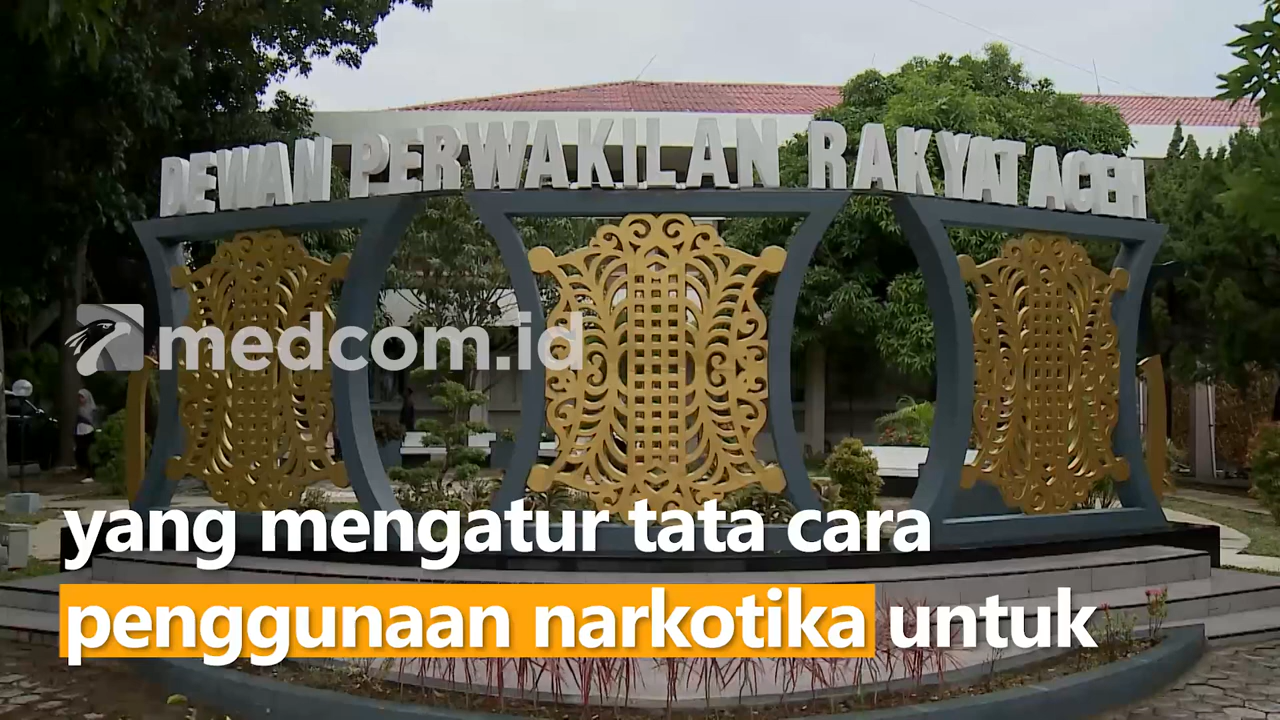 DEWAN PERWAKILAN RAKYAT ACEH
medcom.id
yang mengatur tata cara
penggunaan narkotika untuk